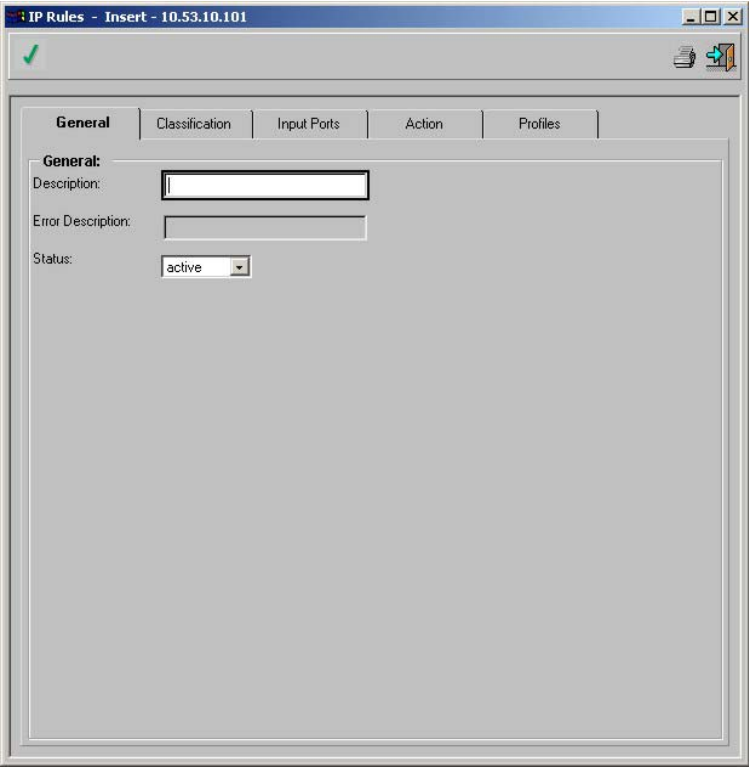 IP Rules - Insert - 10.53.10.101
General Classification Input Ports Action Profiles
General:
Description:
Error Description:
Status: active